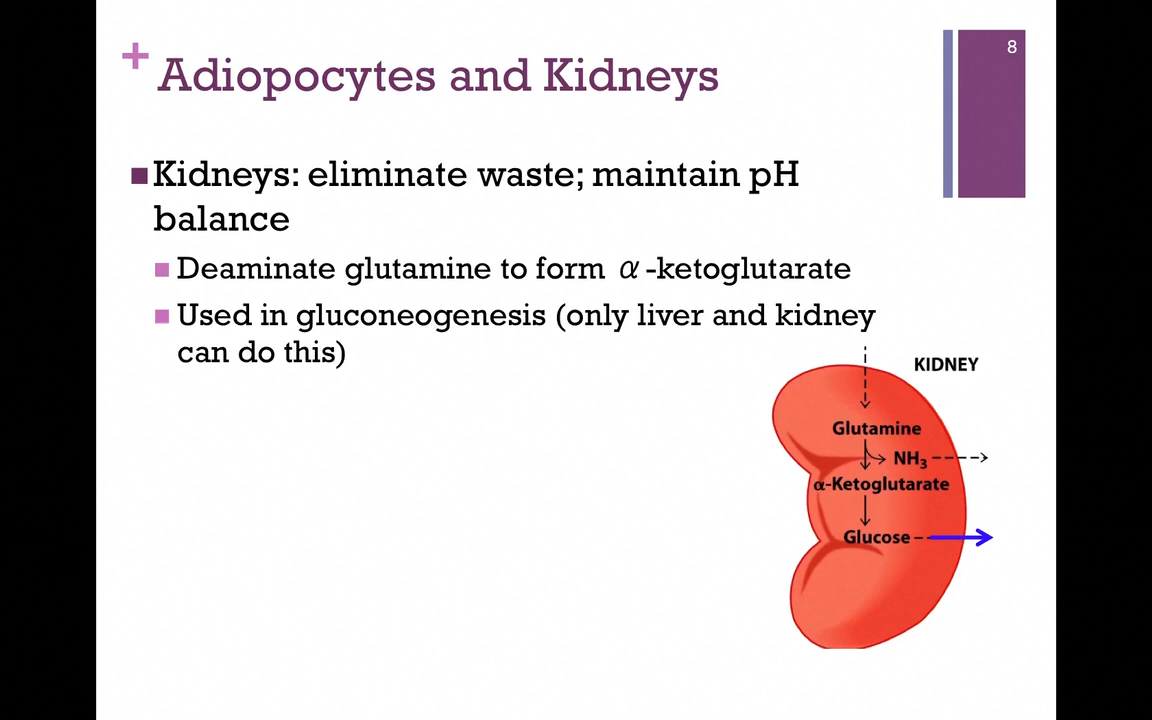 8
+ Adiopocytes and Kidneys
Kidneys: eliminate waste; maintain pH
balance
Deaminate glutamine to form α-ketoglutarate
Used in gluconeogenesis (only liver and kidney
can do this)
KIDNEY
Glutamine
NH₃
α-Ketoglutarate
Glucose